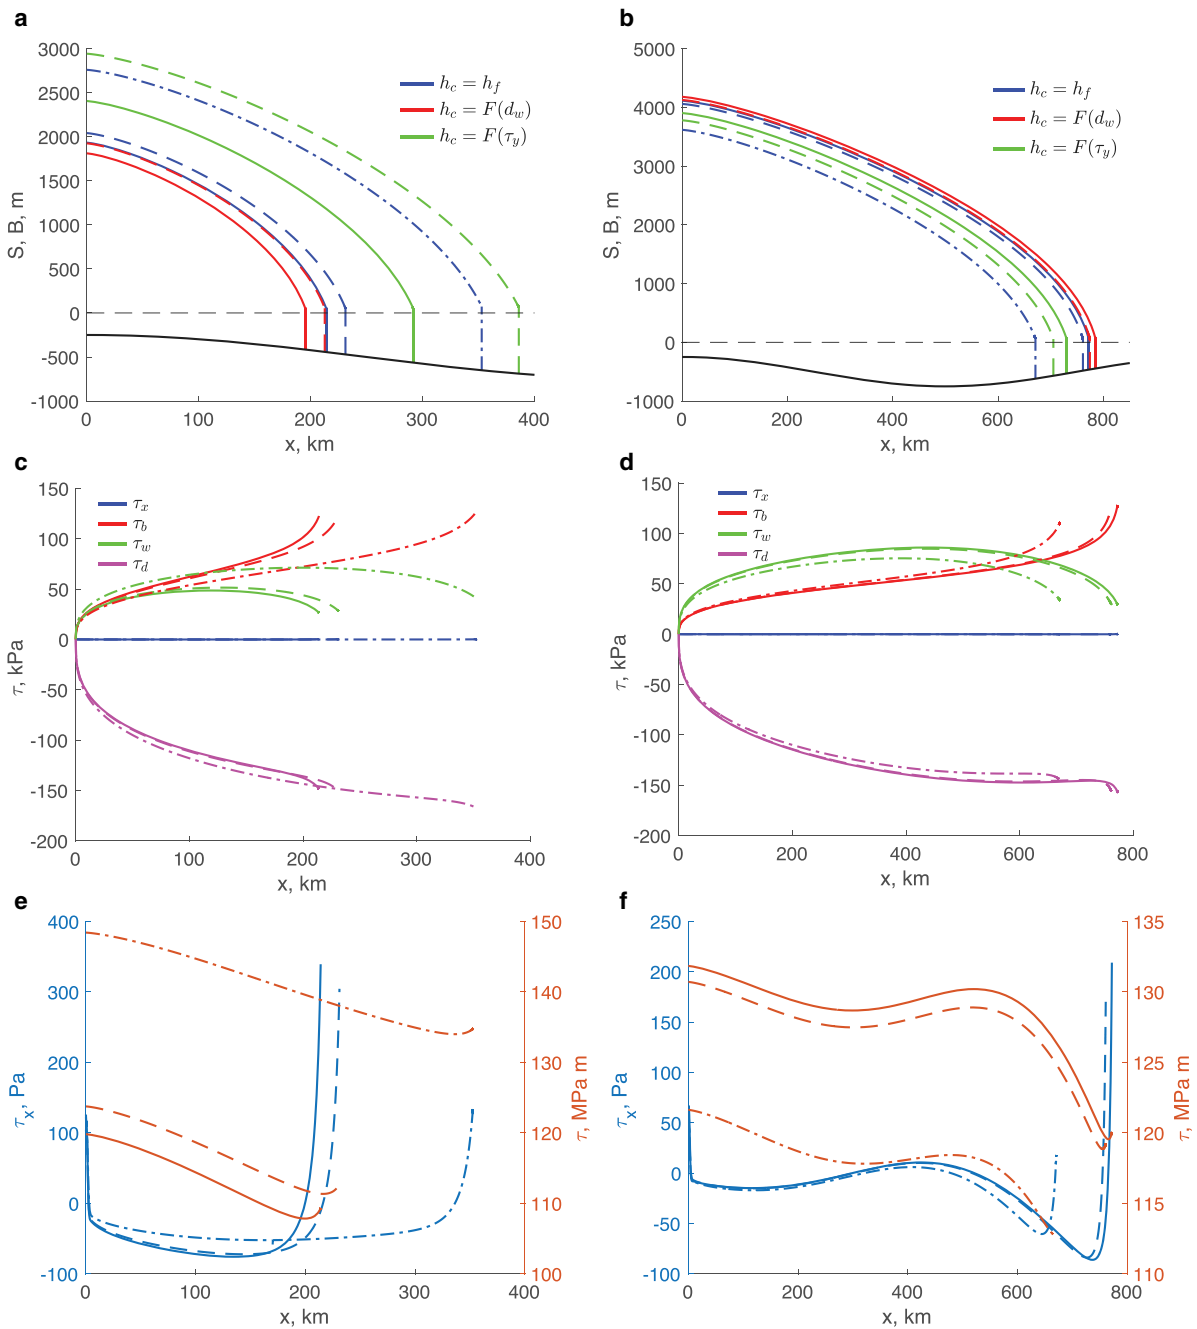 a
3000
2500
2000
1500
1000
500
0
-500
-1000
S, B, m
0
100
200
300
400
x, km
h_c = h_f
h_c = F(d_w)
h_c = F(τ_y)
b
5000
4000
3000
2000
1000
0
-1000
S, B, m
0
200
400
600
800
x, km
h_c = h_f
h_c = F(d_w)
h_c = F(τ_y)
c
150
100
50
0
-50
-100
-150
-200
τ, kPa
0
100
200
300
400
x, km
τ_x
τ_b
τ_w
τ_d
d
150
100
50
0
-50
-100
-150
-200
τ, kPa
0
200
400
600
800
x, km
τ_x
τ_b
τ_w
τ_d
e
400
300
200
100
0
-100
τ_x, Pa
150
140
130
120
110
100
τ, MPa m
0
100
200
300
400
x, km
f
250
200
150
100
50
0
-50
-100
τ_x, Pa
135
130
125
120
115
110
τ, MPa m
0
200
400
600
800
x, km